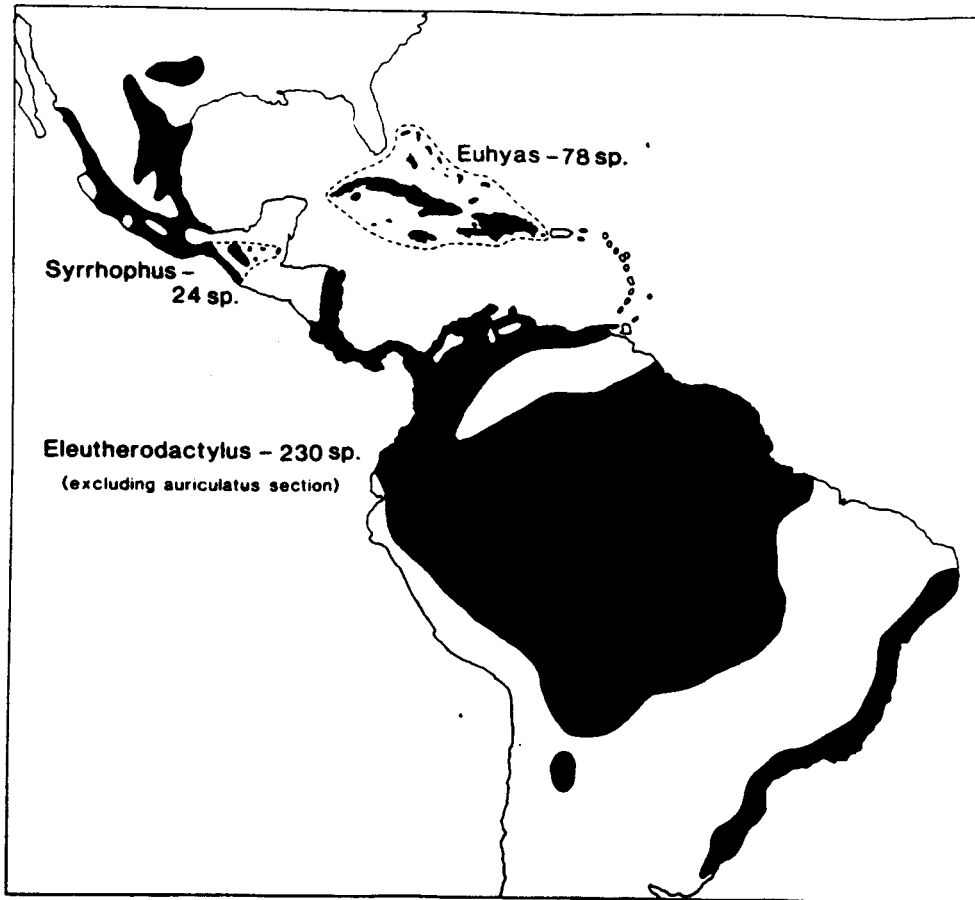 Euhyas – 78 sp.
Syrrhophus –
24 sp.
Eleutherodactylus – 230 sp.
(excluding auriculatus section)